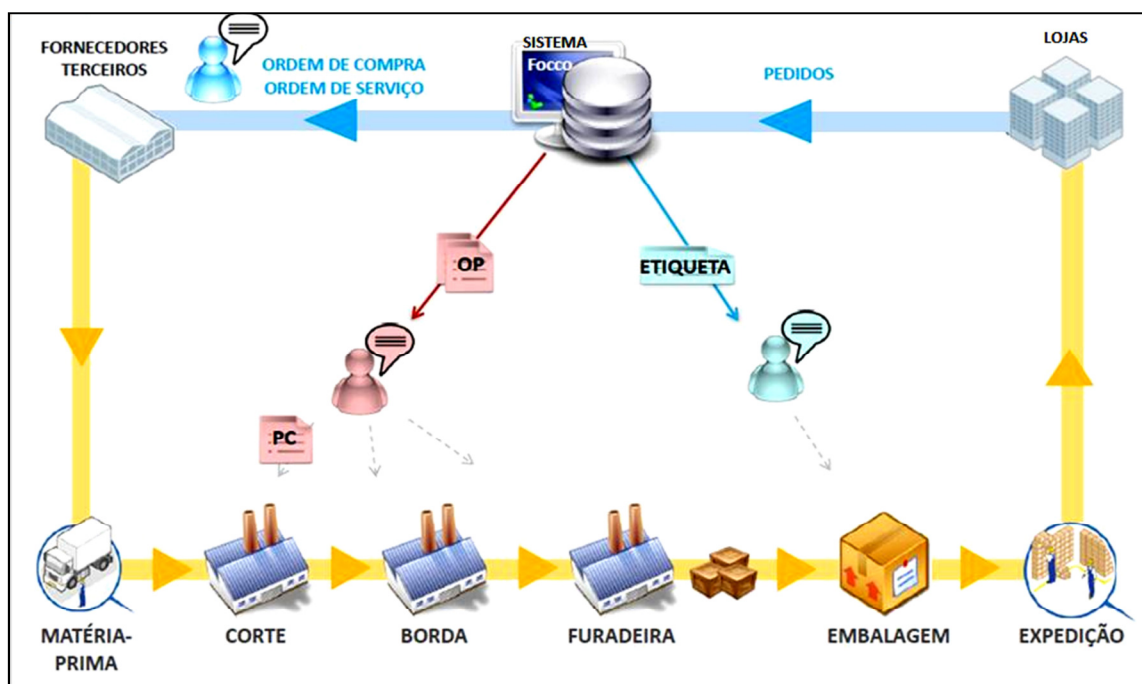 FORNECEDORES
TERCEIROS
ORDEM DE COMPRA
ORDEM DE SERVIÇO
SISTEMA
Focco
PEDIDOS
LOJAS
OP
ETIQUETA
PC
MATÉRIA-
PRIMA
CORTE
BORDA
FURADEIRA
EMBALAGEM
EXPEDIÇÃO